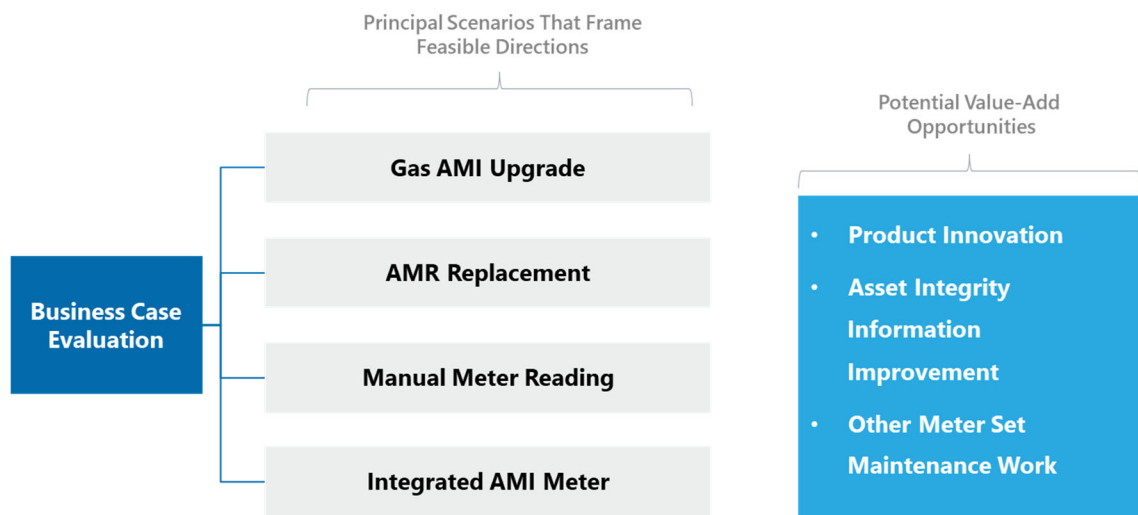 Principal Scenarios That Frame
Feasible Directions
Potential Value-Add
Opportunities
Business Case
Evaluation
Gas AMI Upgrade
AMR Replacement
Manual Meter Reading
Integrated AMI Meter
• Product Innovation
• Asset Integrity
Information
Improvement
• Other Meter Set
Maintenance Work